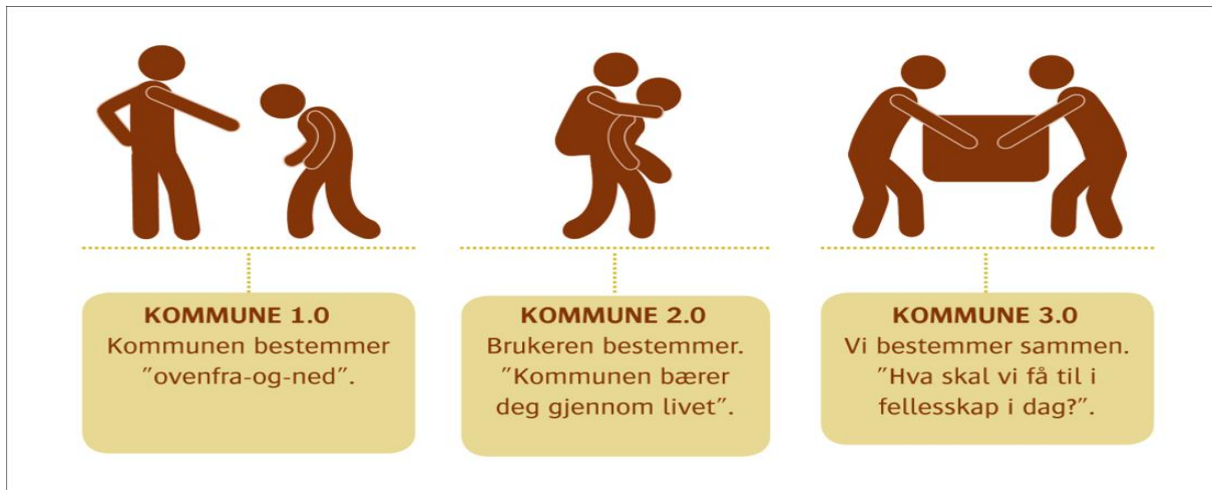 KOMMUNE 1.0
Kommunen bestemmer
"ovenfra-og-ned".
KOMMUNE 2.0
Brukeren bestemmer.
"Kommunen bærer
deg gjennom livet".
KOMMUNE 3.0
Vi bestemmer sammen.
"Hva skal vi få til i
fellesskap i dag?".